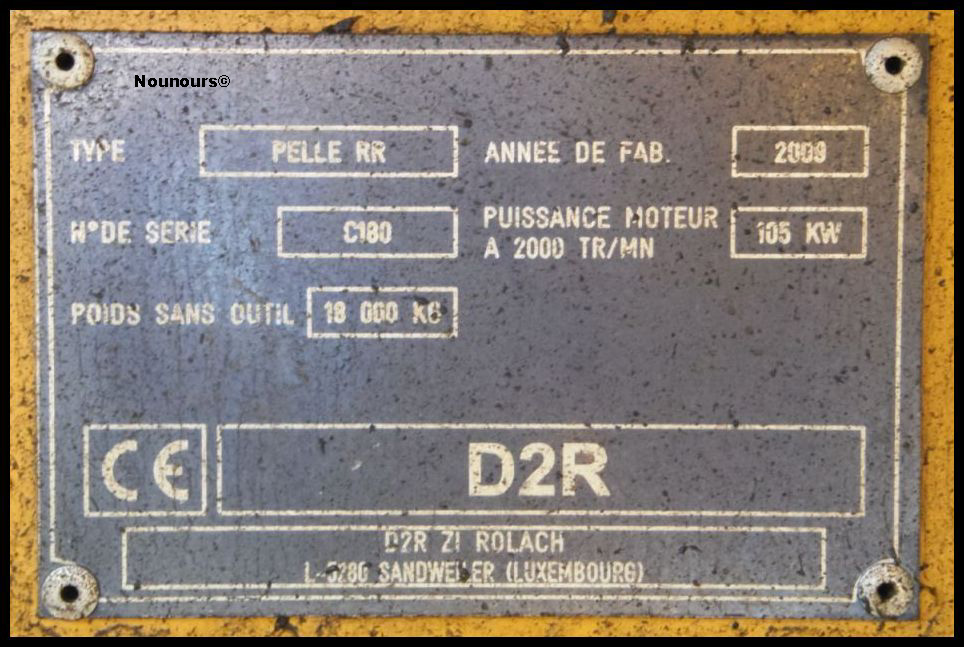 Nounours©
TYPE PELLE RR ANNEE DE FAB. 2009
N° DE SERIE C180 PUISSANCE MOTEUR A 2000 TR/MN 105 KW
POIDS SANS OUTIL 18 000 KG
CE D2R
D2R ZI ROLACH
L-5280 SANDWEILER (LUXEMBOURG)